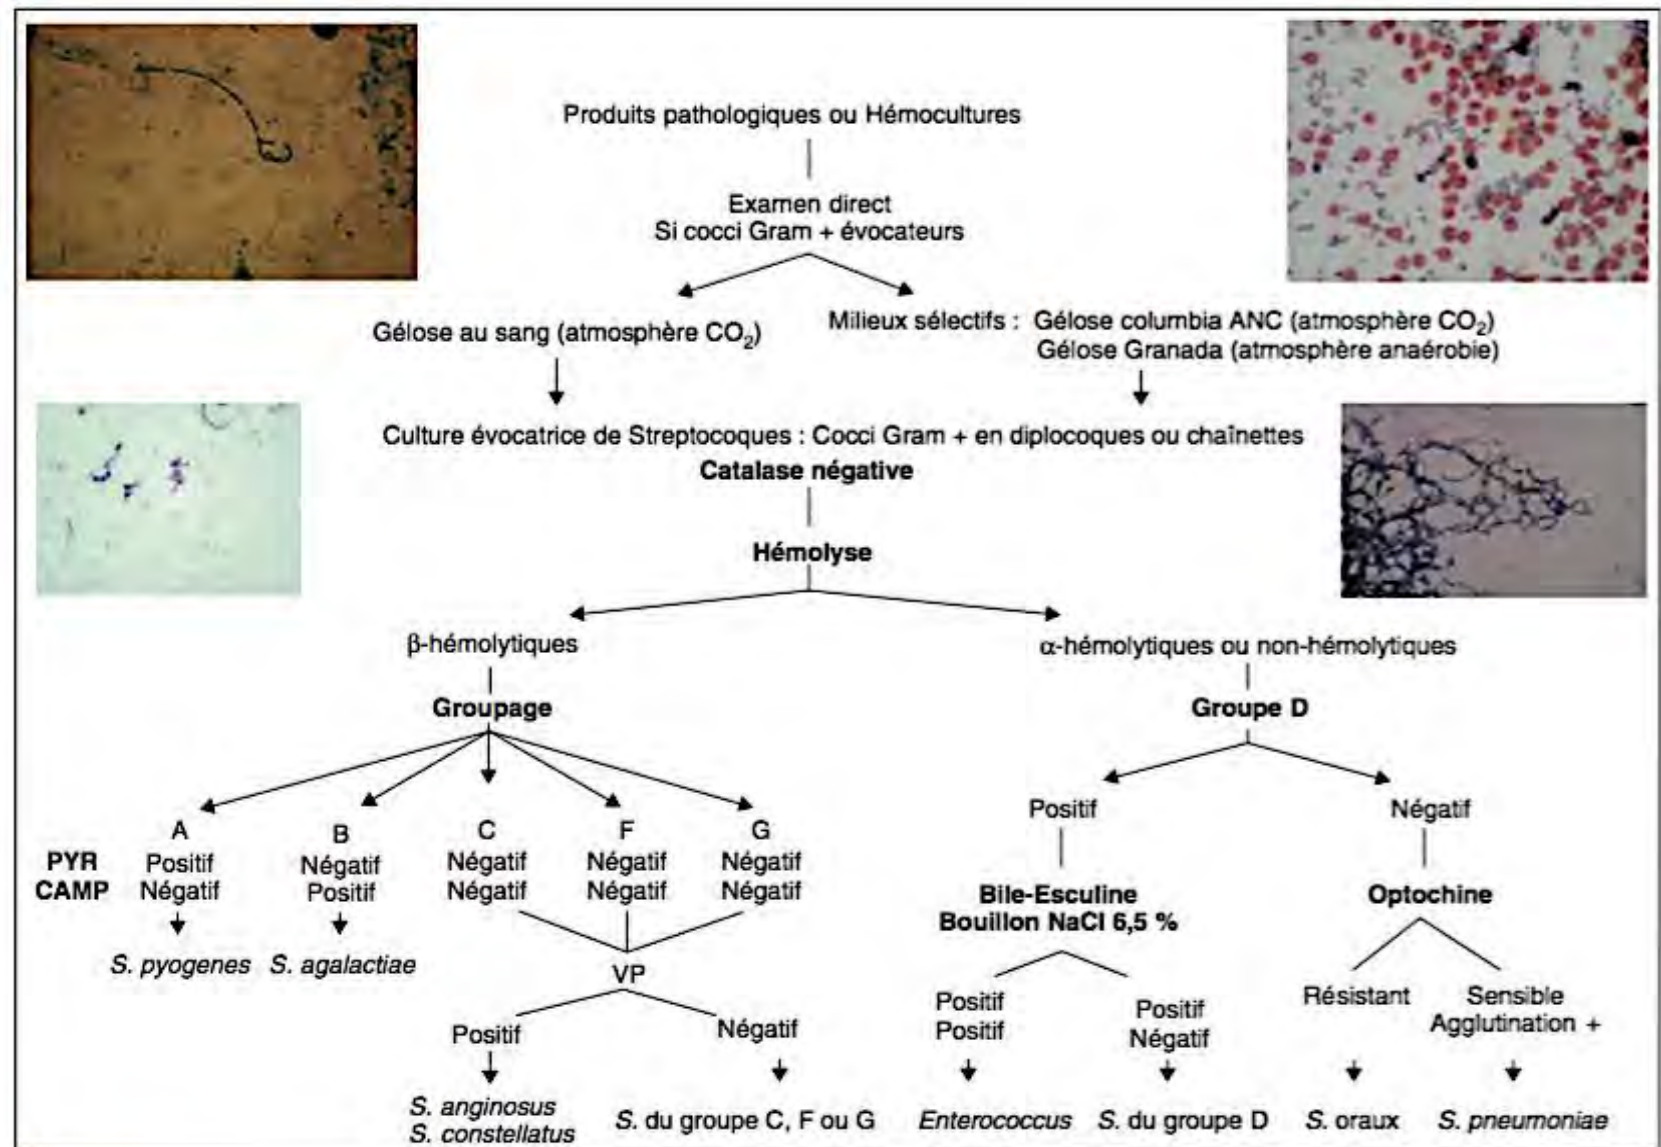 Produits pathologiques ou Hémocultures
Examen direct
Si cocci Gram + évocateurs
Gélose au sang (atmosphère CO₂)
Milieux sélectifs : Gélose columbia ANC (atmosphère CO₂)
Gélose Granada (atmosphère anaérobie)
Culture évocatrice de Streptocoques : Cocci Gram + en diplocoques ou chaînettes
Catalase négative
Hémolyse
β-hémolytiques
α-hémolytiques ou non-hémolytiques
Groupage
Groupe D
Positif Négatif
A B C F G
PYR Positif Négatif Négatif Négatif Négatif
CAMP Négatif Positif Négatif Négatif Négatif
Bile-Esculine
Bouillon NaCl 6,5 %
Optochine
S. pyogenes S. agalactiae
VP
Positif Négatif
Positif
Positif
Positif
Négatif
Résistant
Sensible
Agglutination +
S. anginosus
S. constellatus
S. du groupe C, F ou G
Enterococcus
S. du groupe D
S. oraux
S. pneumoniae